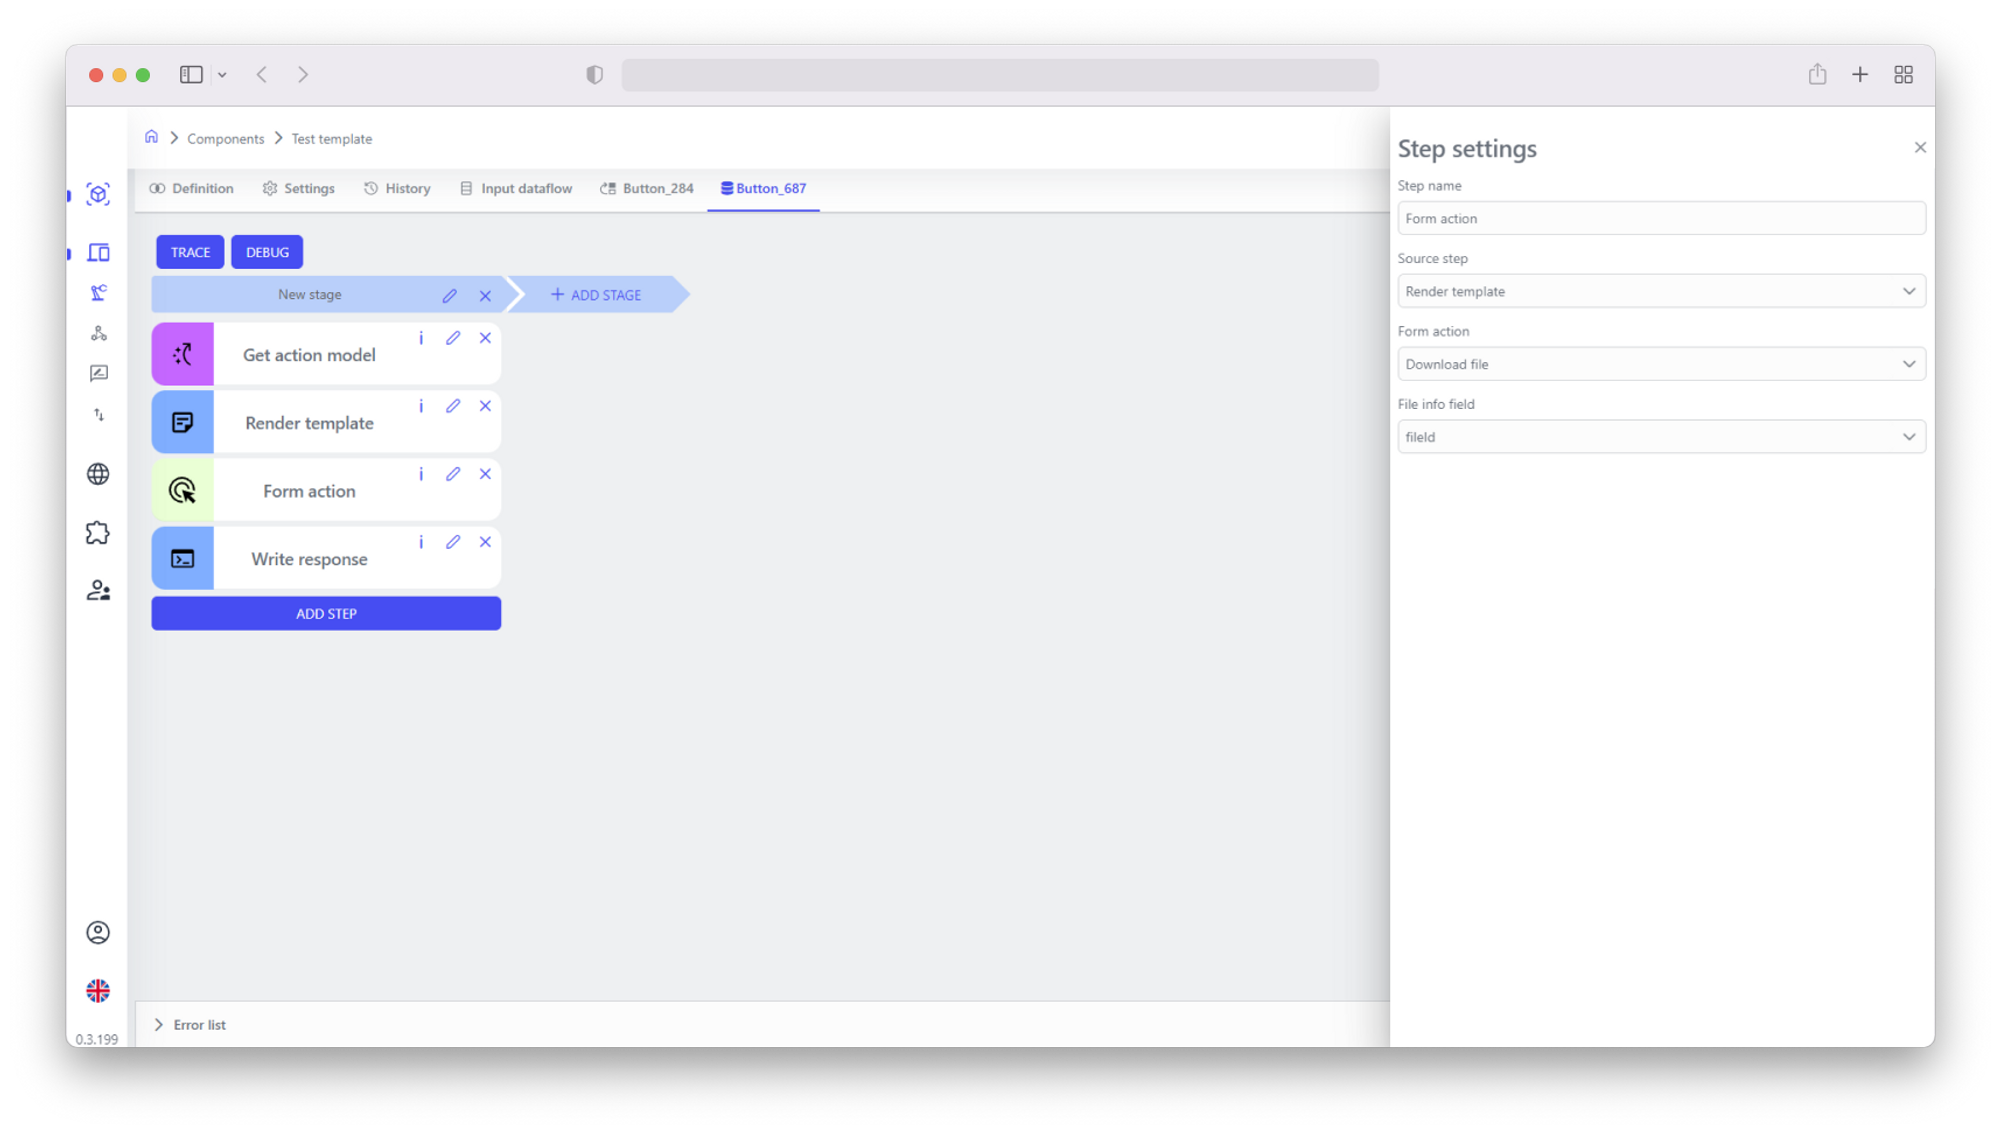 Components
Test template
Definition
Settings
History
Input dataflow
Button_284
Button_687
TRACE
DEBUG
New stage
ADD STAGE
Get action model
i
Render template
i
Form action
i
Write response
i
ADD STEP
Error list
0.3.199
Step settings
Step name
Form action
Source step
Render template
Form action
Download file
File info field
fileId